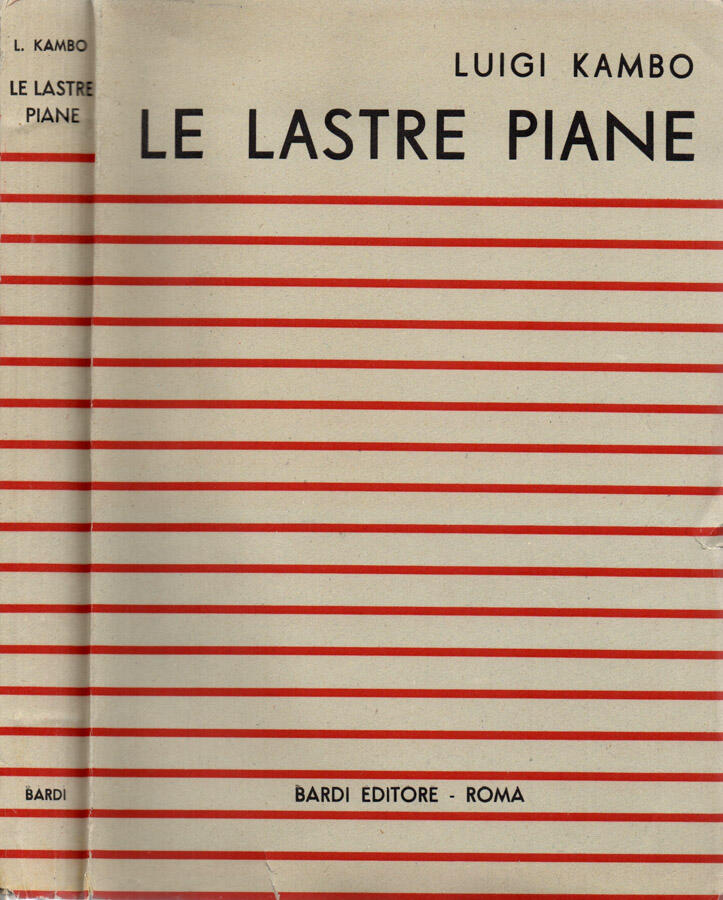 L. KAMBO
LE LASTRE
PIANE
BARDI
LUIGI KAMBO
LE LASTRE PIANE
BARDI EDITORE - ROMA